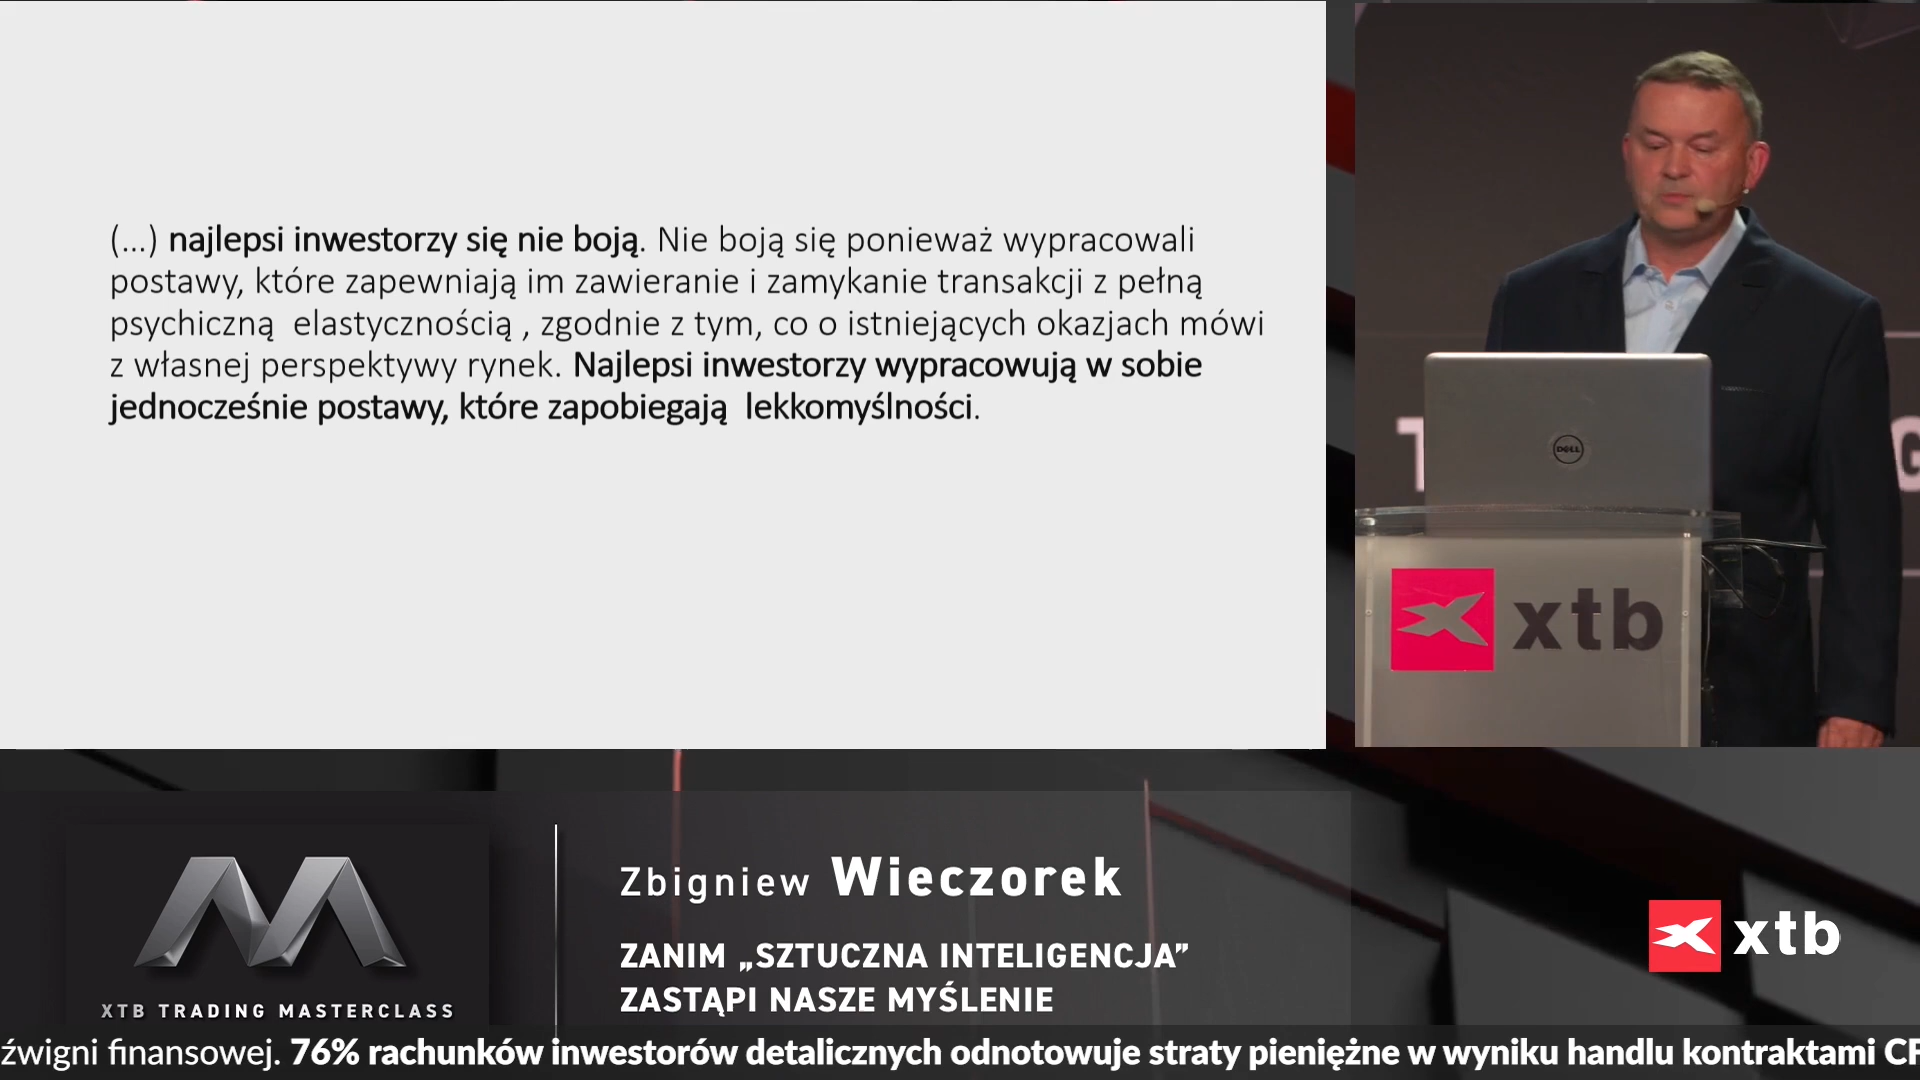 (...) najlepsi inwestorzy się nie boją. Nie boją się ponieważ wypracowali
postawy, które zapewniają im zawieranie i zamykanie transakcji z pełną
psychiczną  elastycznością , zgodnie z tym, co o istniejących okazjach mówi
z własnej perspektywy rynek. Najlepsi inwestorzy wypracowują w sobie
jednocześnie postawy, które zapobiegają  lekkomyślności.
DELL
xtb
Zbigniew Wieczorek
ZANIM „SZTUCZNA INTELIGENCJA”
ZASTĄPI NASZE MYŚLENIE
XTB TRADING MASTERCLASS
xtb
źwigni finansowej. 76% rachunków inwestorów detalicznych odnotowuje straty pieniężne w wyniku handlu kontraktami CF